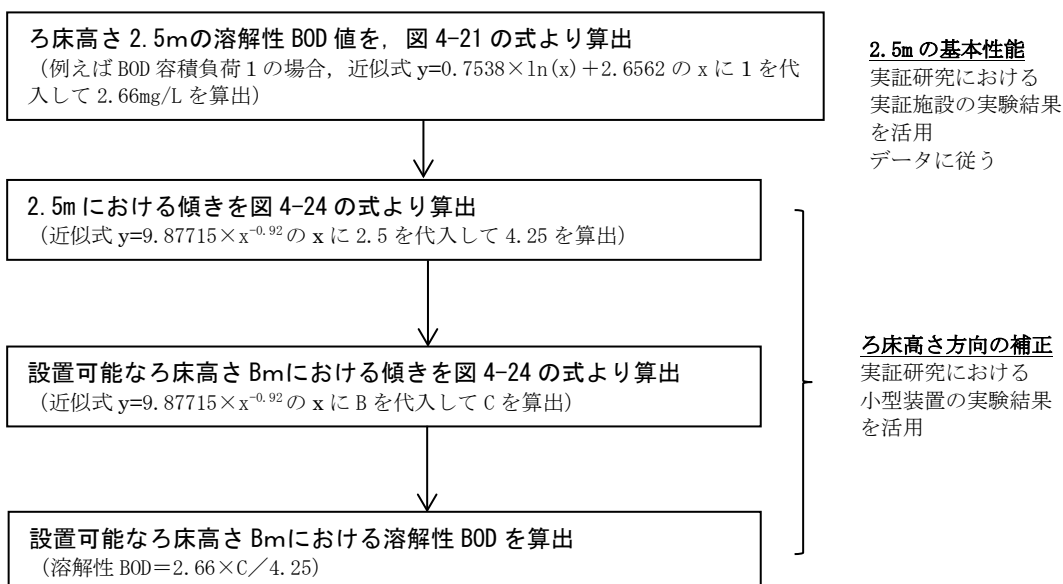 ろ床高さ 2.5mの溶解性 BOD 値を，図 4-21 の式より算出
（例えば BOD 容積負荷 1 の場合，近似式 y=0.7538×ln(x)＋2.6562 の x に 1 を代
入して 2.66mg/L を算出）
2.5m の基本性能
実証研究における
実証施設の実験結果
を活用
データに従う
2.5m における傾きを図 4-24 の式より算出
（近似式 y=9.87715×x⁻⁰·⁹² の x に 2.5 を代入して 4.25 を算出）
設置可能なろ床高さ Bmにおける傾きを図 4-24 の式より算出
（近似式 y=9.87715×x⁻⁰·⁹² の x に B を代入して C を算出）
ろ床高さ方向の補正
実証研究における
小型装置の実験結果
を活用
設置可能なろ床高さ Bmにおける溶解性 BOD を算出
（溶解性 BOD＝2.66×C／4.25）